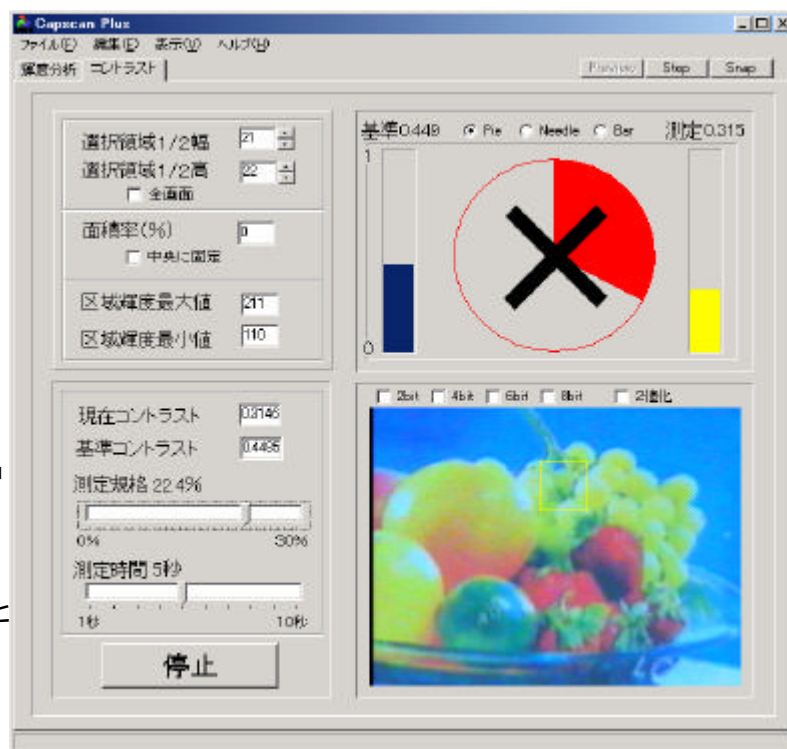 Capscan Plus
ファイル(F) 編集(E) 表示(V) ヘルプ(H)
輝度分析 コントラスト
Preview Stop Snap
選択領域1/2幅 21
選択領域1/2高 22
全画面
面積率(%) 0
中央に固定
区域輝度最大値 211
区域輝度最小値 110
基準0.449 Pie Needle Bar 測定0.315
1
0
現在コントラスト 0.3146
基準コントラスト 0.4495
測定規格 22.4%
0% 30%
測定時間 5秒
1秒 10秒
停止
2bit 4bit 6bit 8bit 2値化